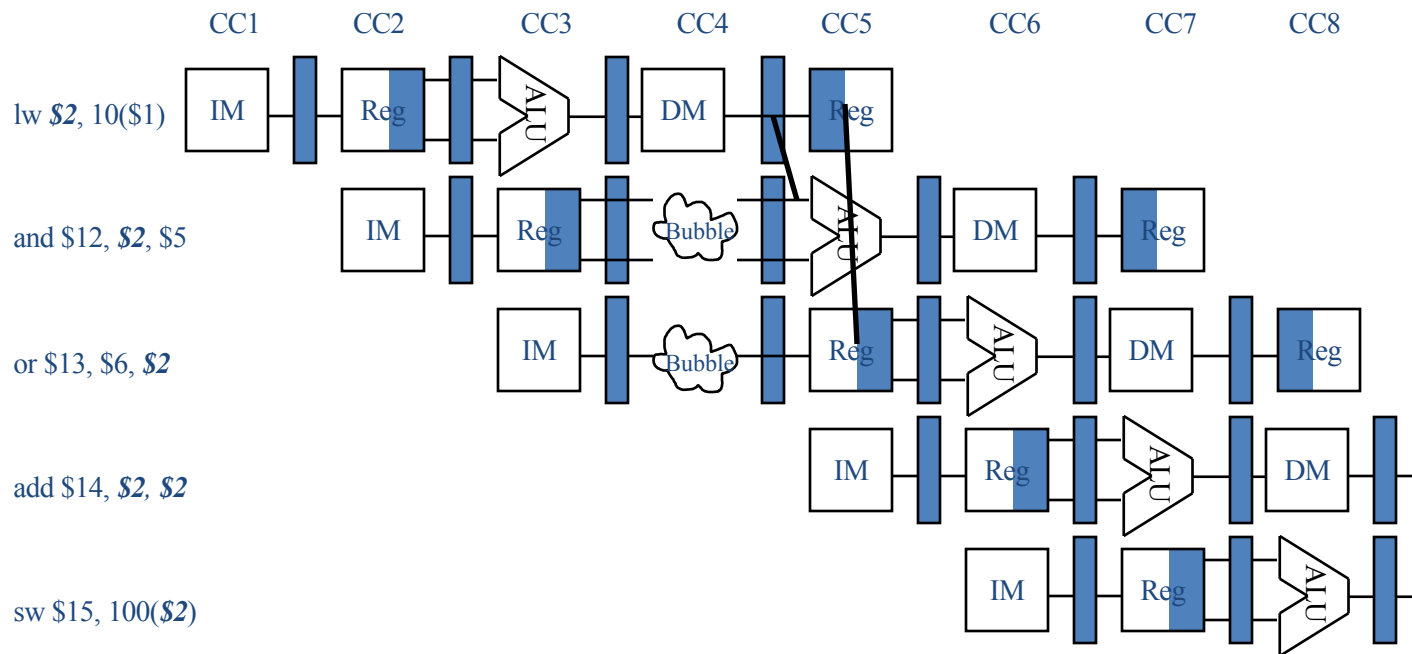 CC1 CC2 CC3 CC4 CC5 CC6 CC7 CC8
lw $2, 10($1) IM Reg ALU DM Reg
and $12, $2, $5 IM Reg Bubble ALU DM Reg
or $13, $6, $2 IM Bubble Reg ALU DM Reg
add $14, $2, $2 IM Reg ALU DM
sw $15, 100($2) IM Reg ALU